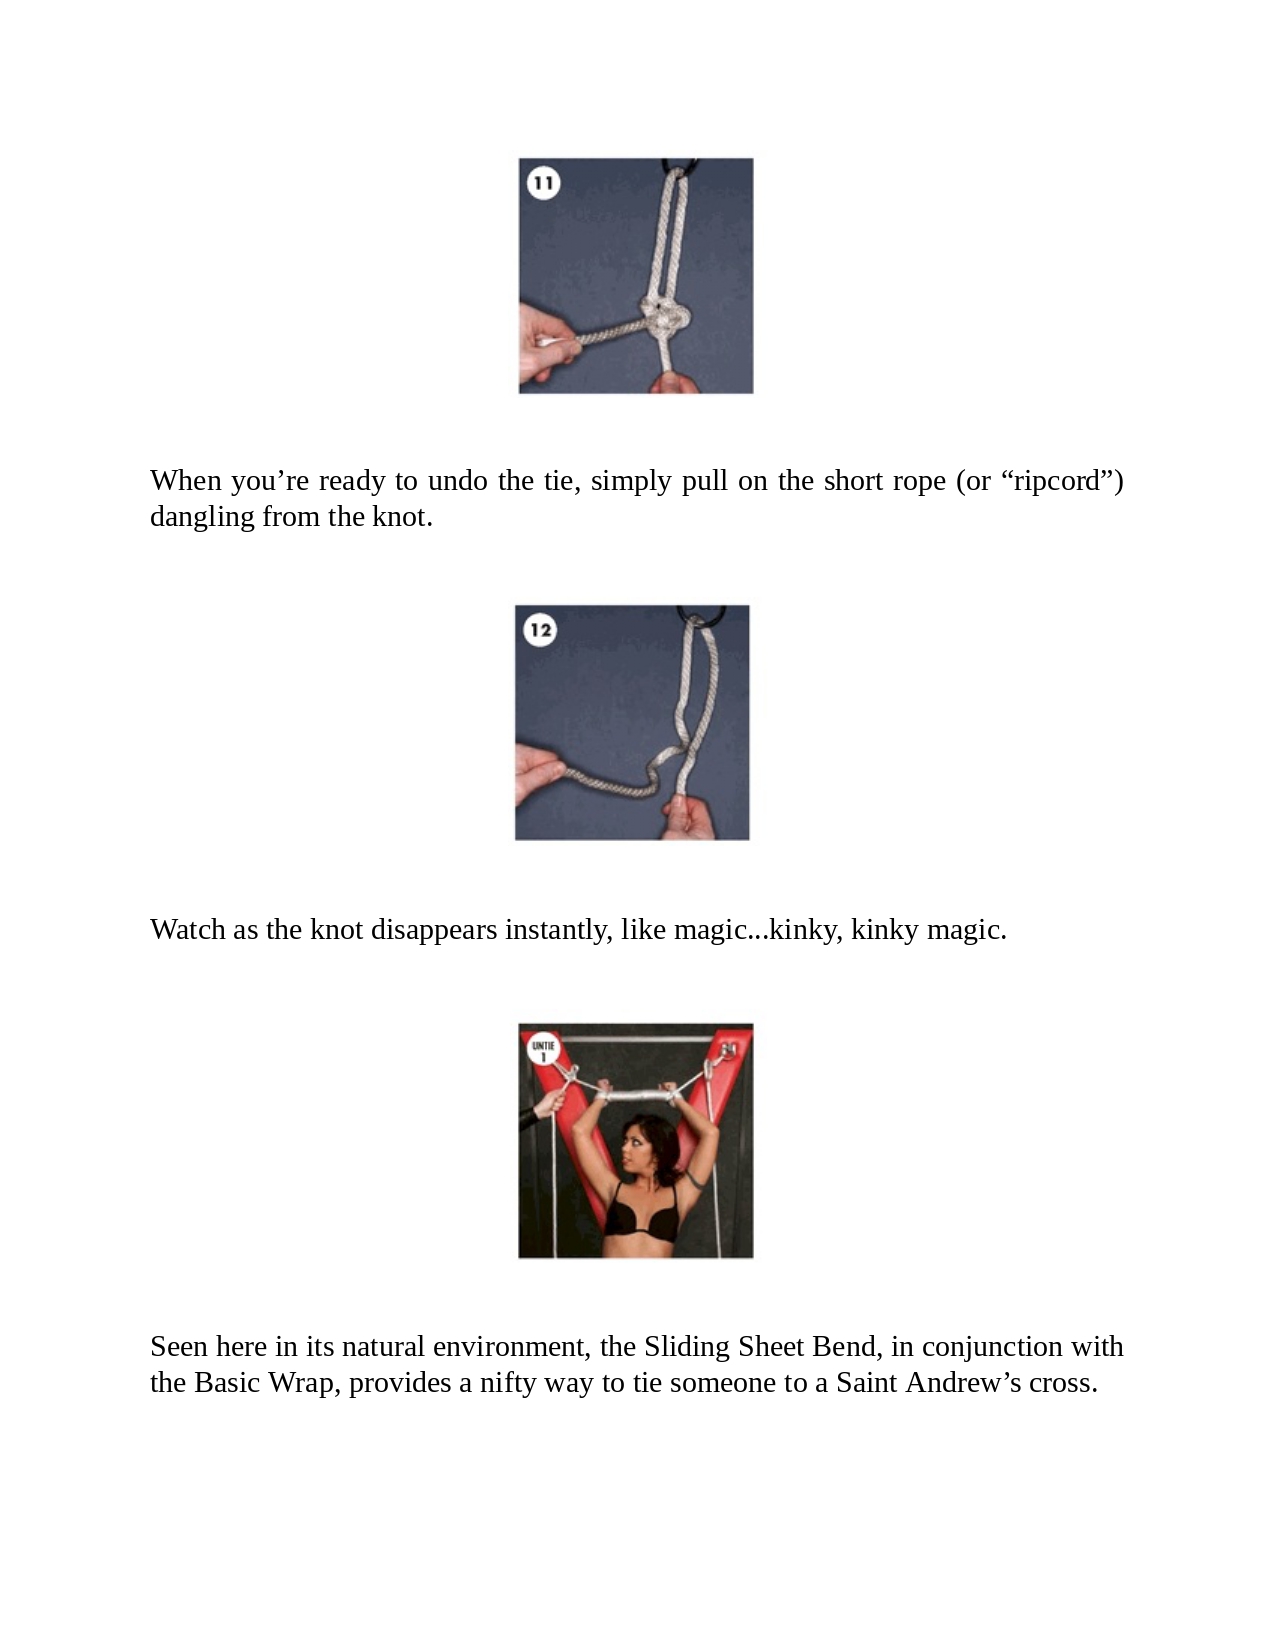 11
When you’re ready to undo the tie, simply pull on the short rope (or “ripcord”)
dangling from the knot.
12
Watch as the knot disappears instantly, like magic...kinky, kinky magic.
UNTIE
1
Seen here in its natural environment, the Sliding Sheet Bend, in conjunction with
the Basic Wrap, provides a nifty way to tie someone to a Saint Andrew’s cross.